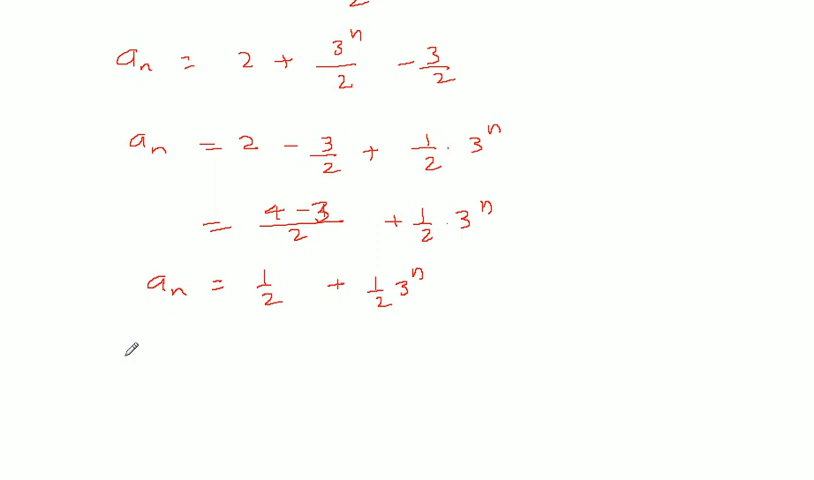 2
aₙ = 2 + 3ⁿ/2 - 3/2
aₙ = 2 - 3/2 + 1/2 · 3ⁿ
= (4-3)/2 + 1/2 · 3ⁿ
aₙ = 1/2 + 1/2 3ⁿ